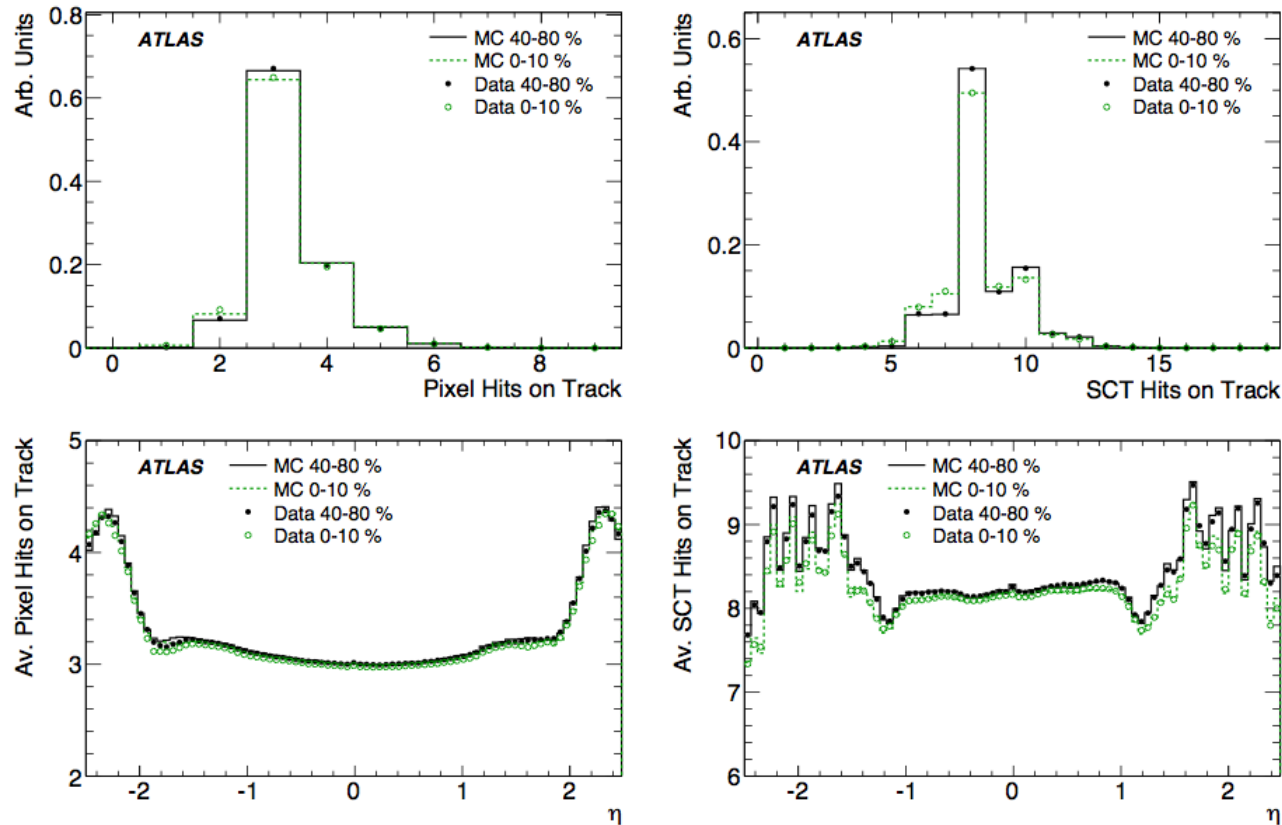 Arb. Units
ATLAS
MC 40-80 %
MC 0-10 %
Data 40-80 %
Data 0-10 %
0.8
0.6
0.4
0.2
0
0 2 4 6 8
Pixel Hits on Track
Arb. Units
ATLAS
MC 40-80 %
MC 0-10 %
Data 40-80 %
Data 0-10 %
0.6
0.4
0.2
0
0 5 10 15
SCT Hits on Track
Av. Pixel Hits on Track
ATLAS
MC 40-80 %
MC 0-10 %
Data 40-80 %
Data 0-10 %
5
4
3
2
-2 -1 0 1 2
η
Av. SCT Hits on Track
ATLAS
MC 40-80 %
MC 0-10 %
Data 40-80 %
Data 0-10 %
10
9
8
7
6
-2 -1 0 1 2
η